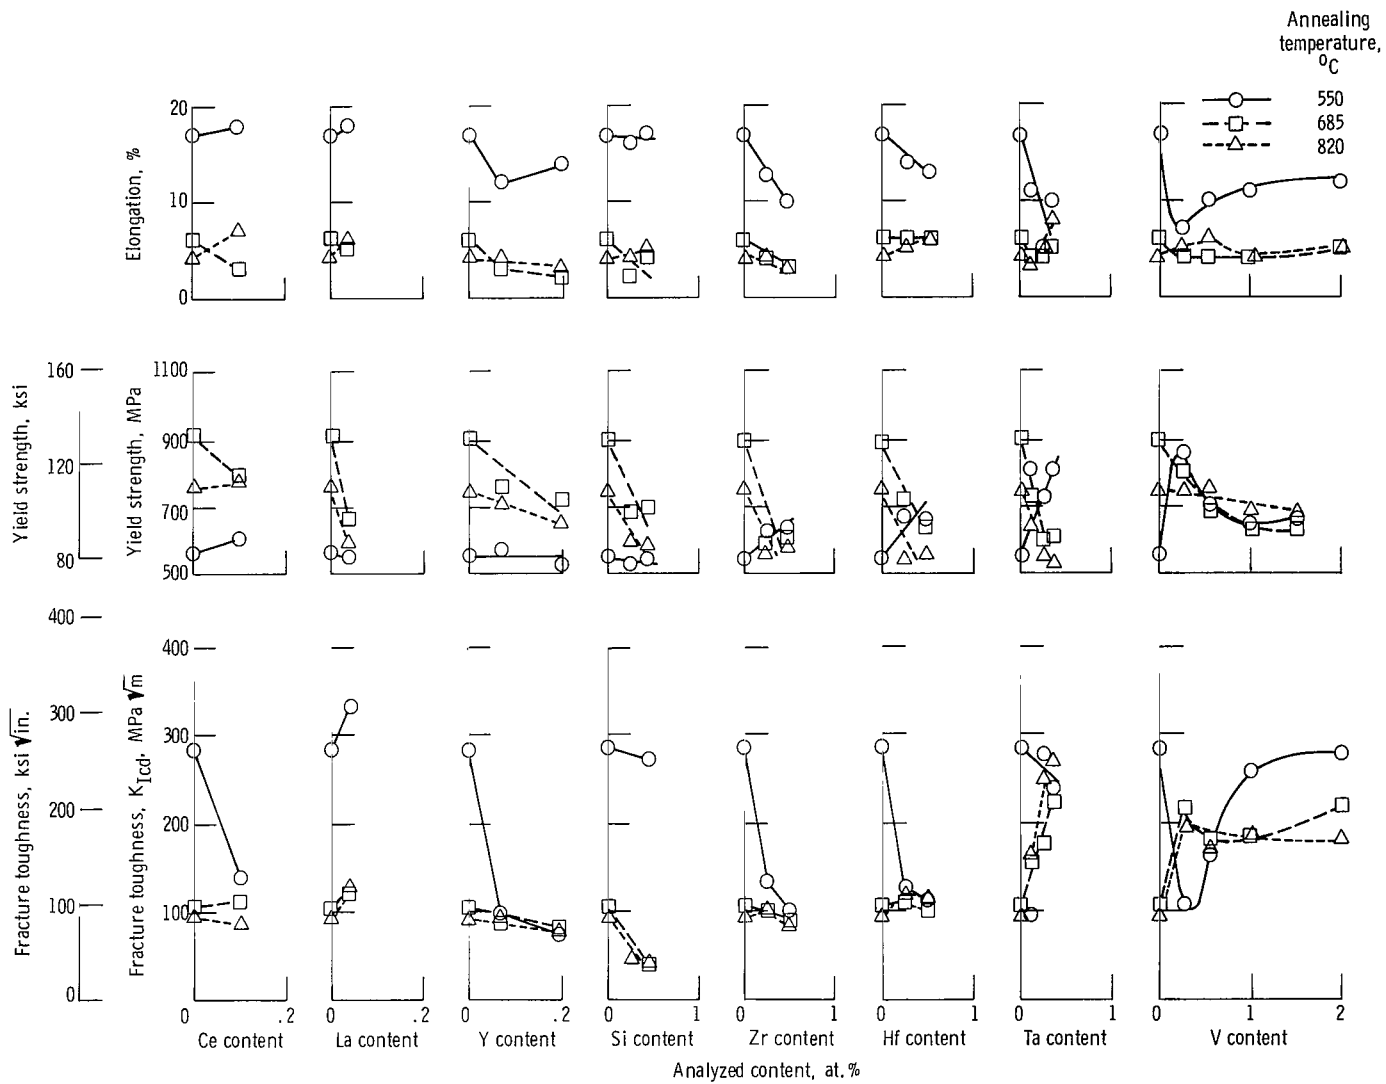 Annealing
temperature,
°C
550
685
820
Elongation, %
20
10
0
Yield strength, ksi
160
120
80
Yield strength, MPa
1100
900
700
500
Fracture toughness, ksi √in.
400
300
200
100
0
Fracture toughness, KIcd, MPa √m
400
300
200
100
0 .2
Ce content
0 .2
La content
0 .2
Y content
0 1
Si content
0 1
Zr content
0 1
Hf content
0 1
Ta content
0 1 2
V content
Analyzed content, at. %